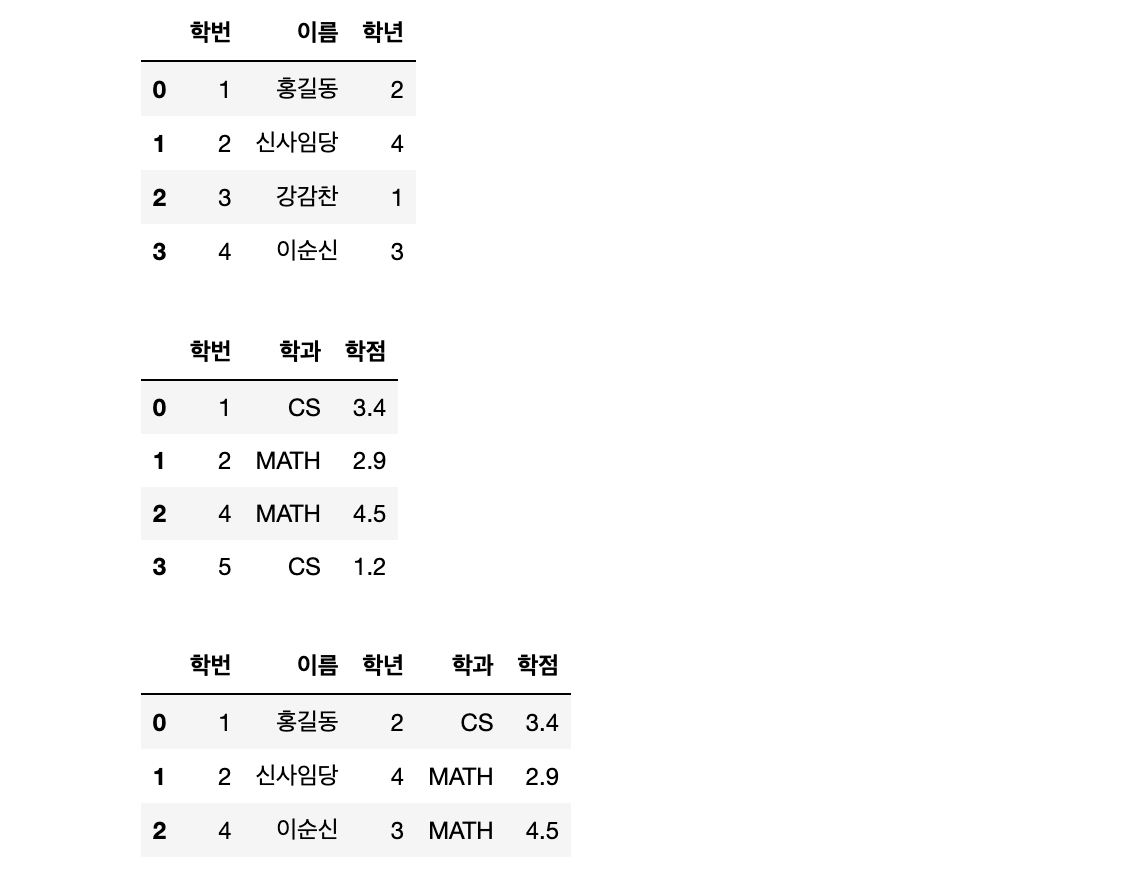 학번 이름 학년
0 1 홍길동 2
1 2 신사임당 4
2 3 강감찬 1
3 4 이순신 3
학번 학과 학점
0 1 CS 3.4
1 2 MATH 2.9
2 4 MATH 4.5
3 5 CS 1.2
학번 이름 학년 학과 학점
0 1 홍길동 2 CS 3.4
1 2 신사임당 4 MATH 2.9
2 4 이순신 3 MATH 4.5